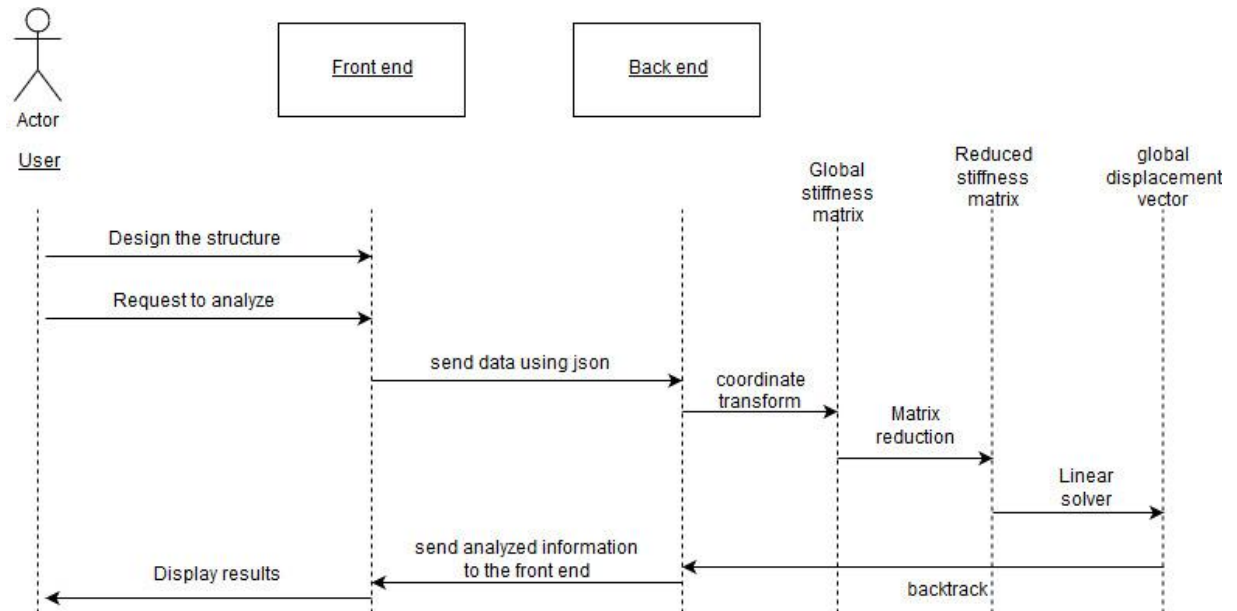 Actor
User
Front end
Back end
Global
stiffness
matrix
Reduced
stiffness
matrix
global
displacement
vector
Design the structure
Request to analyze
send data using json
coordinate
transform
Matrix
reduction
Linear
solver
backtrack
send analyzed information
to the front end
Display results